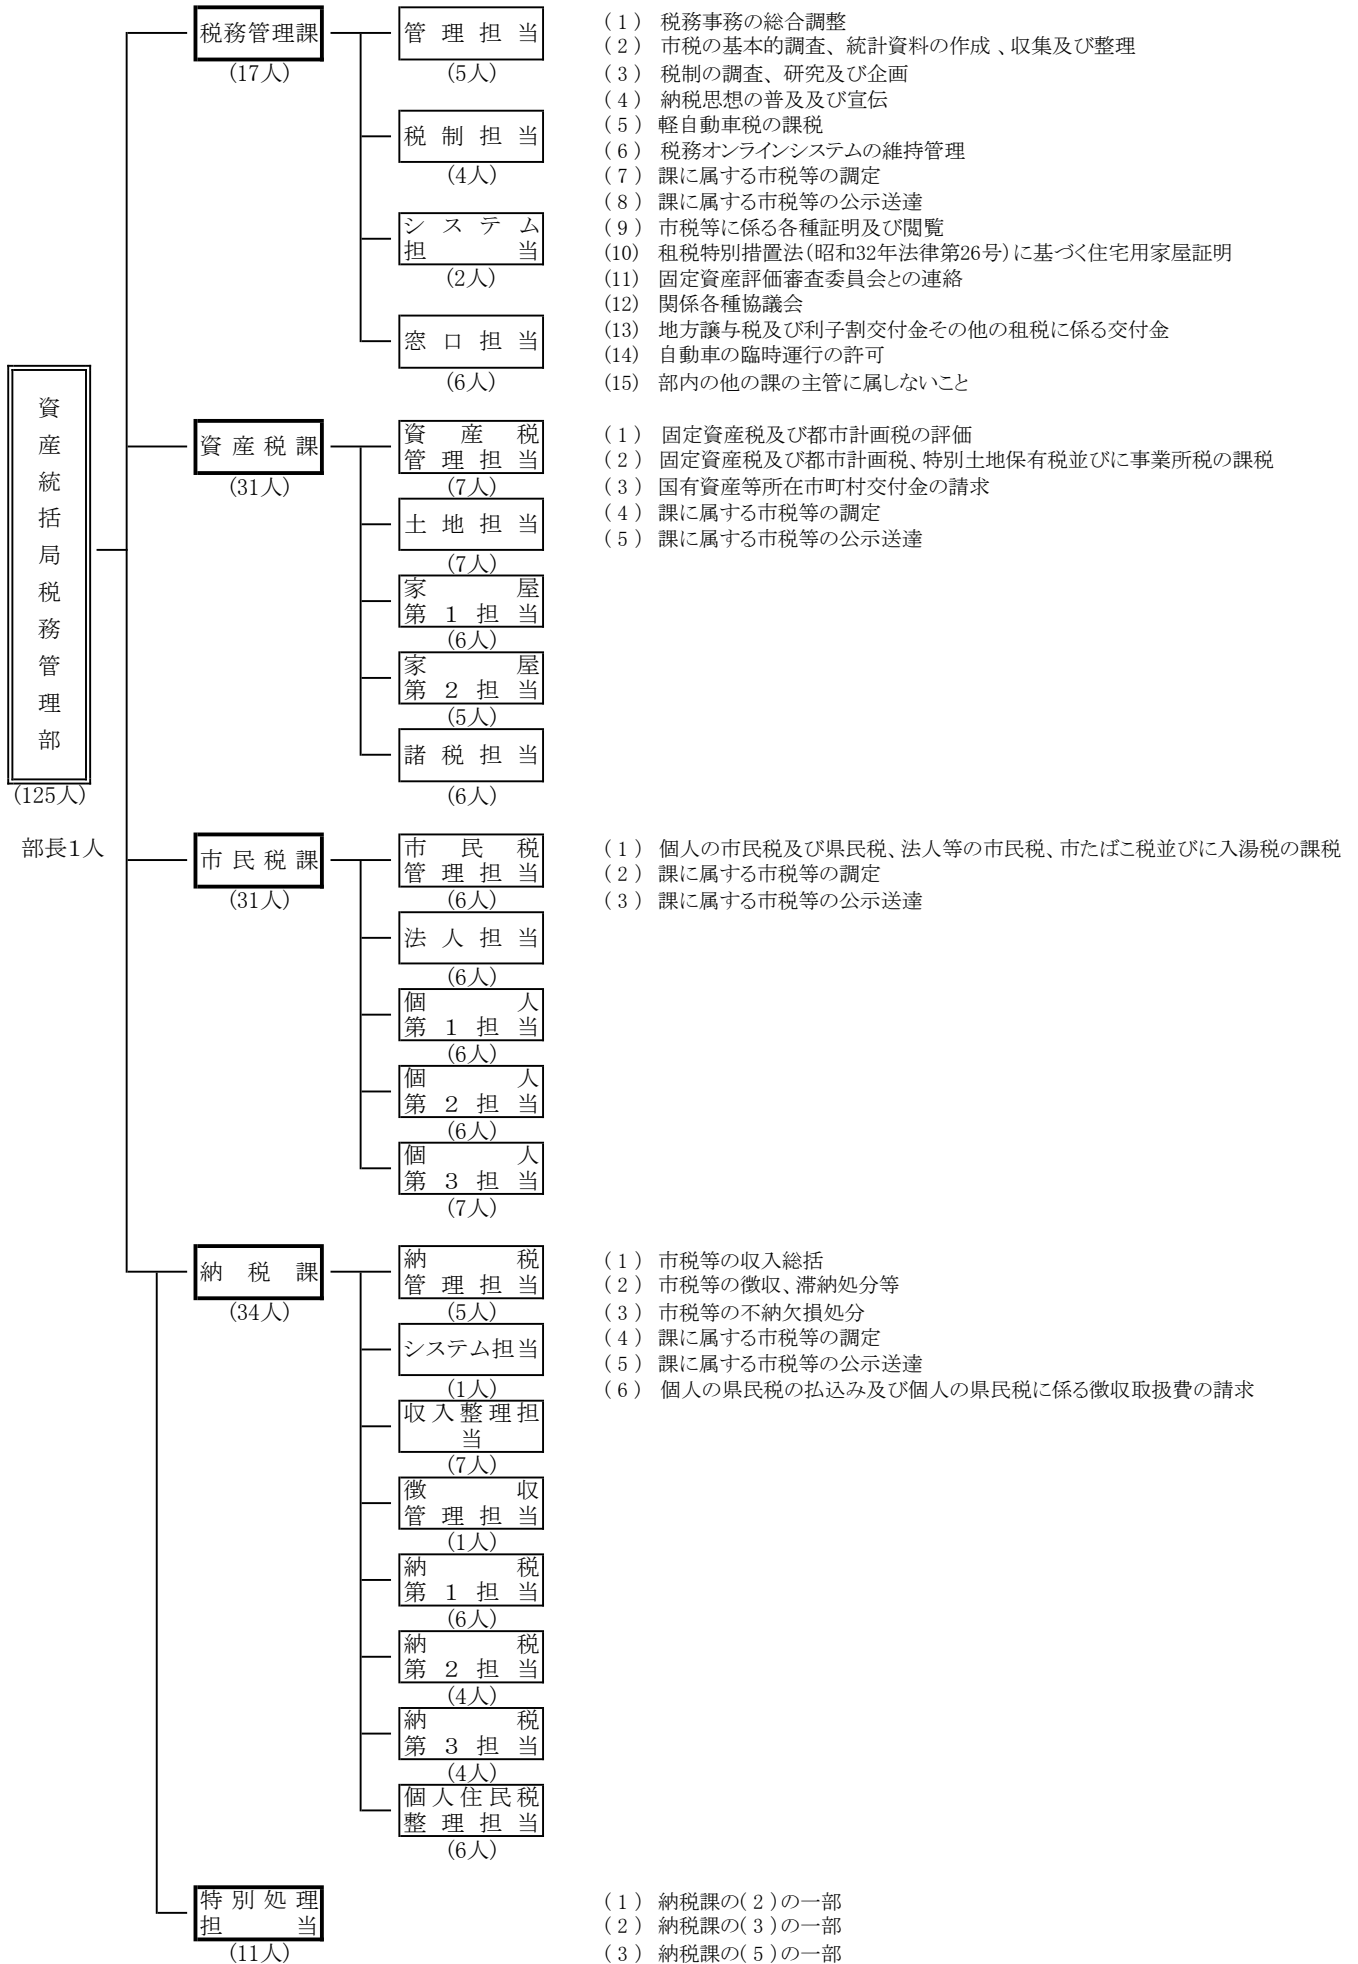 資産統括局税務管理部
(125人)
部長1人
税務管理課
(17人)
管理担当
(5人)
税制担当
(4人)
システム
担当
(2人)
窓口担当
(6人)
(1) 税務事務の総合調整
(2) 市税の基本的調査、統計資料の作成、収集及び整理
(3) 税制の調査、研究及び企画
(4) 納税思想の普及及び宣伝
(5) 軽自動車税の課税
(6) 税務オンラインシステムの維持管理
(7) 課に属する市税等の調定
(8) 課に属する市税等の公示送達
(9) 市税等に係る各種証明及び閲覧
(10) 租税特別措置法(昭和32年法律第26号)に基づく住宅用家屋証明
(11) 固定資産評価審査委員会との連絡
(12) 関係各種協議会
(13) 地方譲与税及び利子割交付金その他の租税に係る交付金
(14) 自動車の臨時運行の許可
(15) 部内の他の課の主管に属しないこと
資産税課
(31人)
資産税
管理担当
(7人)
土地担当
(7人)
家屋
第1担当
(6人)
家屋
第2担当
(5人)
諸税担当
(6人)
(1) 固定資産税及び都市計画税の評価
(2) 固定資産税及び都市計画税、特別土地保有税並びに事業所税の課税
(3) 国有資産等所在市町村交付金の請求
(4) 課に属する市税等の調定
(5) 課に属する市税等の公示送達
市民税課
(31人)
市民税
管理担当
(6人)
法人担当
(6人)
個人
第1担当
(6人)
個人
第2担当
(6人)
個人
第3担当
(7人)
(1) 個人の市民税及び県民税、法人等の市民税、市たばこ税並びに入湯税の課税
(2) 課に属する市税等の調定
(3) 課に属する市税等の公示送達
納税課
(34人)
納税
管理担当
(5人)
システム担当
(1人)
収入整理担
当
(7人)
徴収
管理担当
(1人)
納税
第1担当
(6人)
納税
第2担当
(4人)
納税
第3担当
(4人)
個人住民税
整理担当
(6人)
(1) 市税等の収入総括
(2) 市税等の徴収、滞納処分等
(3) 市税等の不納欠損処分
(4) 課に属する市税等の調定
(5) 課に属する市税等の公示送達
(6) 個人の県民税の払込み及び個人の県民税に係る徴収取扱費の請求
特別処理
担当
(11人)
(1) 納税課の(2)の一部
(2) 納税課の(3)の一部
(3) 納税課の(5)の一部